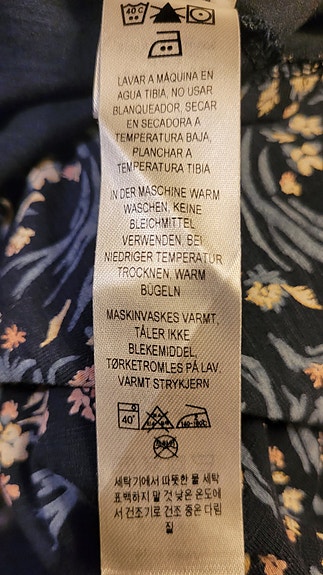 40 C
LAVAR A MÁQUINA EN
AGUA TIBIA, NO USAR
BLANQUEADOR, SECAR
EN SECADORA A
TEMPERATURA BAJA,
PLANCHAR A
TEMPERATURA TIBIA
IN DER MASCHINE WARM
WASCHEN, KEINE
BLEICHMITTEL
VERWENDEN, BEI
NIEDRIGER TEMPERATUR
TROCKNEN, WARM
BÜGELN
MASKINVASKES VARMT,
TÅLER IKKE
BLEKEMIDDEL,
TØRKETROMLES PÅ LAV.
VARMT STRYKJERN
40°
세탁기에서 따뜻한 물 세탁
표백하지 말 것 낮은 온도에
서 건조기로 건조 중온 다림
질